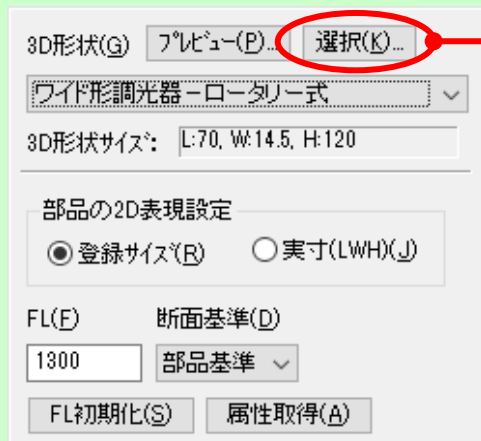 3D形状(G) プレビュー(P)... 選択(K)...
ワイド形調光器－ロータリー式
3D形状サイズ: L:70, W:14.5, H:120
部品の2D表現設定
登録サイズ(R) 実寸(LWH)(J)
FL(F) 断面基準(D)
1300 部品基準
FL初期化(S) 属性取得(A)